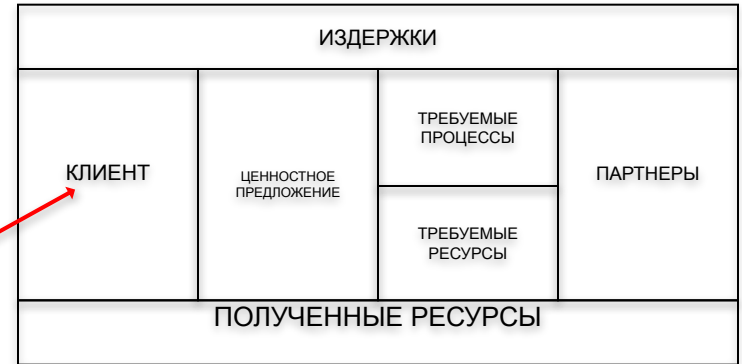 ИЗДЕРЖКИ
КЛИЕНТ
ЦЕННОСТНОЕ
ПРЕДЛОЖЕНИЕ
ТРЕБУЕМЫЕ
ПРОЦЕССЫ
ТРЕБУЕМЫЕ
РЕСУРСЫ
ПАРТНЕРЫ
ПОЛУЧЕННЫЕ РЕСУРСЫ